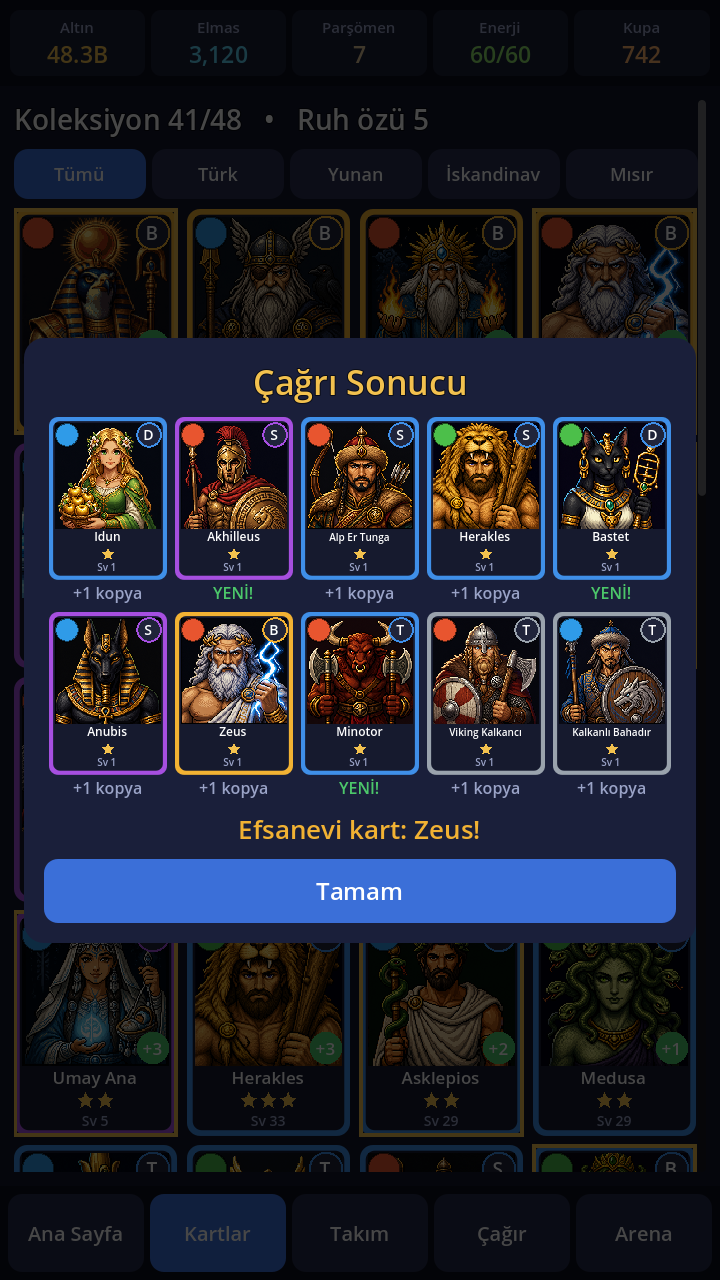 Altın Elmas Parşömen Enerji Kupa
48.3B 3,120 7 60/60 742
Koleksiyon 41/48 • Ruh özü 5
Tümü Türk Yunan İskandinav Mısır
B B B B
Çağrı Sonucu
D S S S D
Idun Akhilleus Alp Er Tunga Herakles Bastet
Sv 1 Sv 1 Sv 1 Sv 1 Sv 1
+1 kopya YENİ! +1 kopya +1 kopya YENİ!
S B T T T
Anubis Zeus Minotor Viking Kalkancı Kalkanlı Bahadır
Sv 1 Sv 1 Sv 1 Sv 1 Sv 1
+1 kopya +1 kopya YENİ! +1 kopya +1 kopya
Efsanevi kart: Zeus!
Tamam
+3 +3 +2 +1
Umay Ana Herakles Asklepios Medusa
Sv 5 Sv 33 Sv 29 Sv 29
T T S B
Ana Sayfa Kartlar Takım Çağır Arena